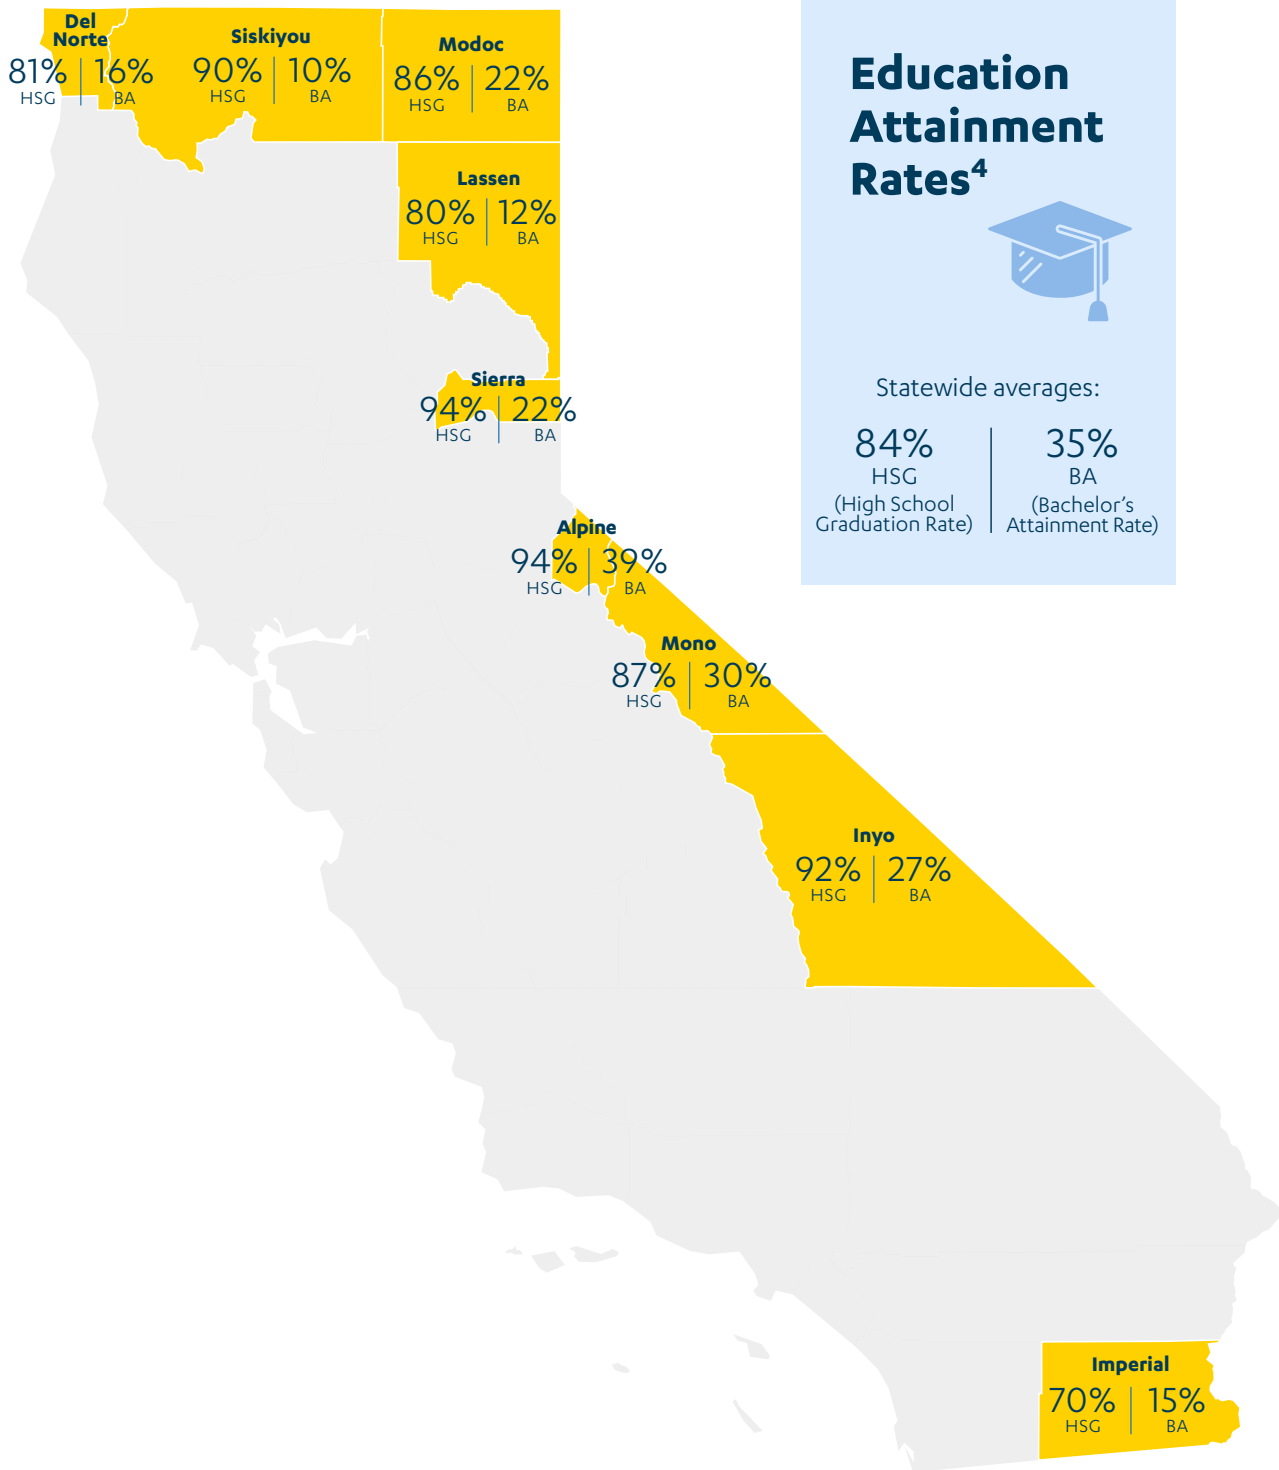 Del
Norte
81% 16%
HSG BA
Siskiyou
90% 10%
HSG BA
Modoc
86% 22%
HSG BA
Education
Attainment
Rates⁴
Lassen
80% 12%
HSG BA
Statewide averages:
84% 35%
HSG BA
(High School (Bachelor’s
Graduation Rate) Attainment Rate)
Sierra
94% 22%
HSG BA
Alpine
94% 39%
HSG BA
Mono
87% 30%
HSG BA
Inyo
92% 27%
HSG BA
Imperial
70% 15%
HSG BA